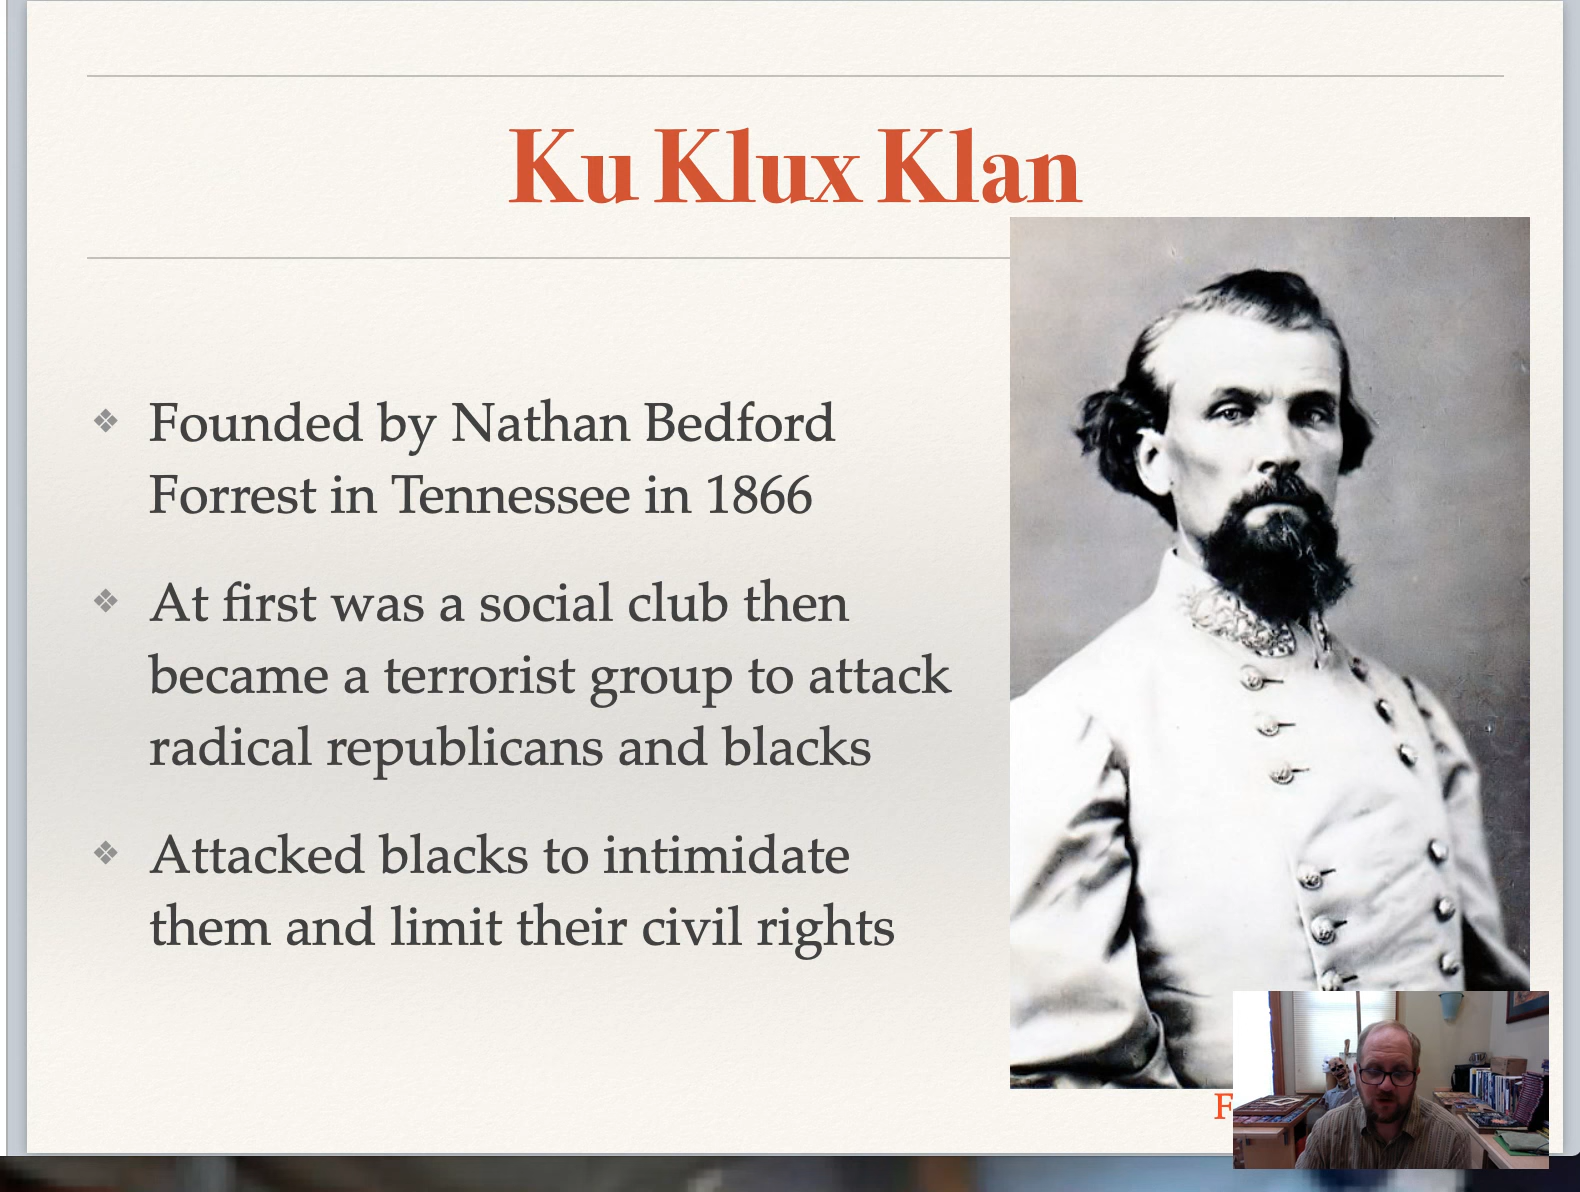 Ku Klux Klan
Founded by Nathan Bedford
Forrest in Tennessee in 1866
At first was a social club then
became a terrorist group to attack
radical republicans and blacks
Attacked blacks to intimidate
them and limit their civil rights